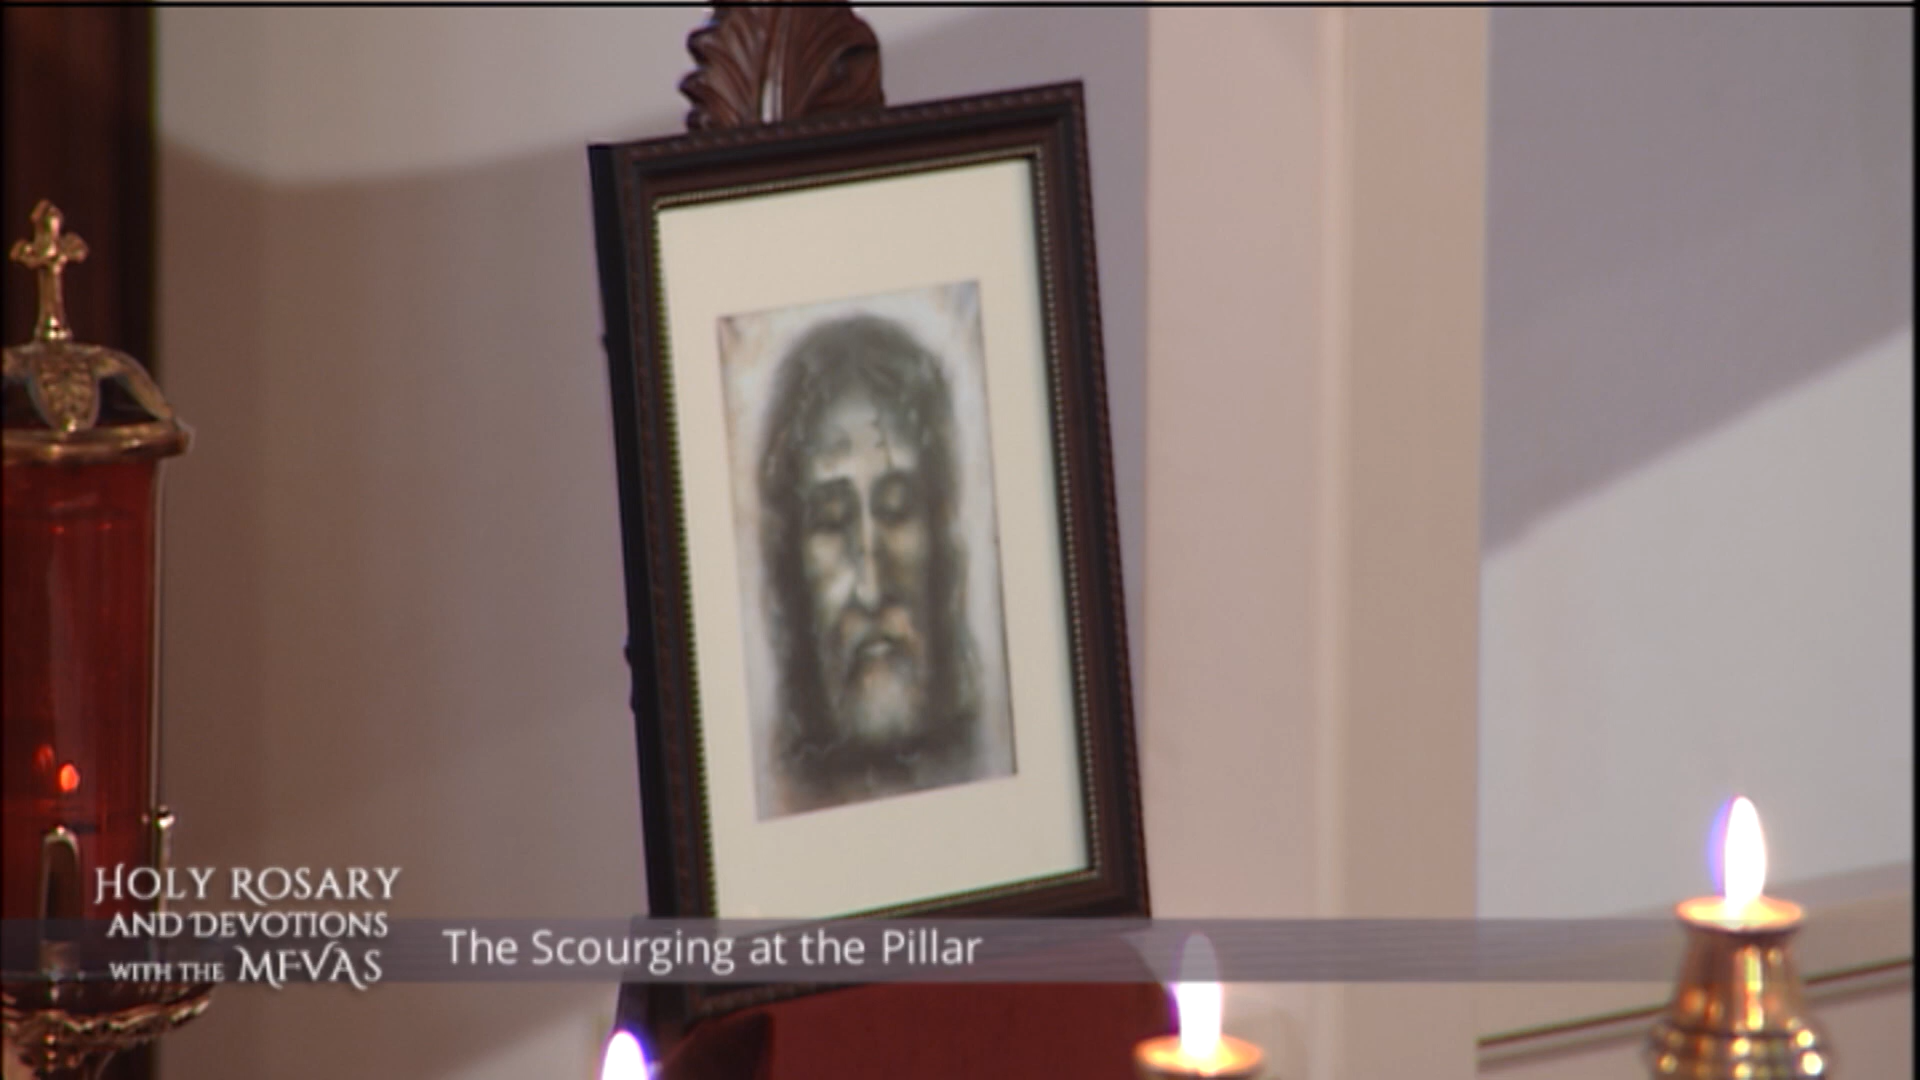 HOLY ROSARY
AND DEVOTIONS
WITH THE MFVAS
The Scourging at the Pillar